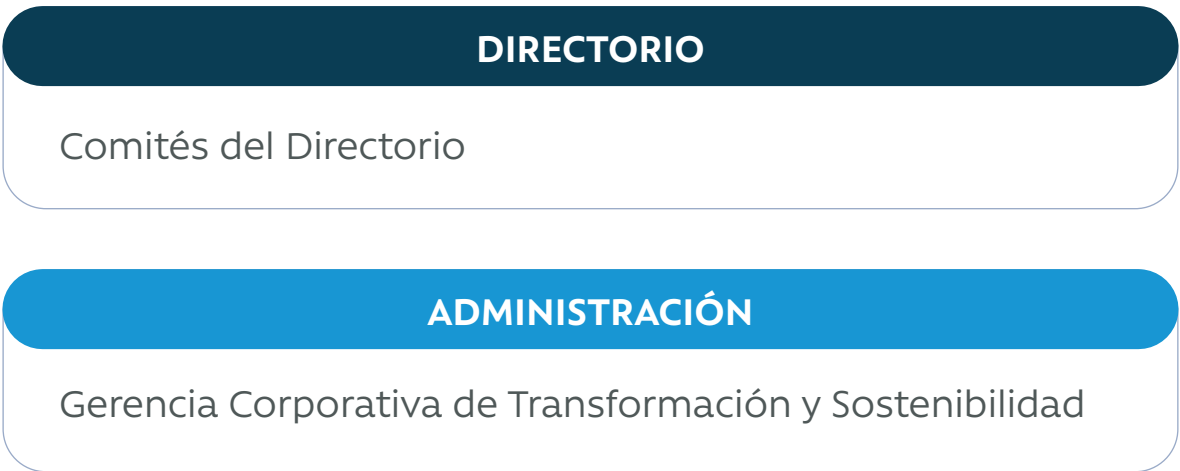 DIRECTORIO
Comités del Directorio
ADMINISTRACIÓN
Gerencia Corporativa de Transformación y Sostenibilidad